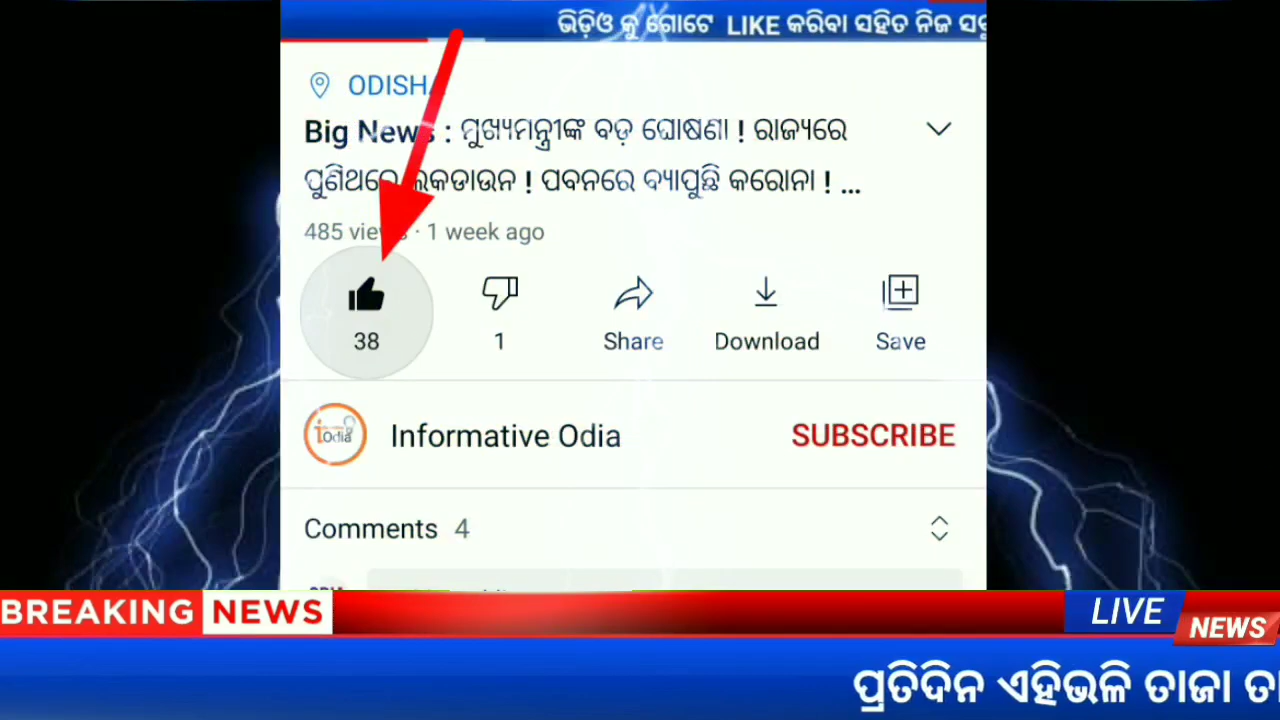 ଭିଡ଼ିଓ କୁ ଗୋଟେ LIKE କରିବା ସହିତ ନିଜ
ODISHA
Big News : ମୁଖ୍ୟମନ୍ତ୍ରୀଙ୍କ ବଡ଼ ଘୋଷଣା ! ରାଜ୍ୟରେ
ପୁଣିଥରେ ଲକଡାଉନ ! ପବନରେ ବ୍ୟାପୁଛି କରୋନା ! ...
485 views · 1 week ago
38 1 Share Download Save
iOdia
Informative Odia SUBSCRIBE
Comments 4
BREAKING NEWS LIVE NEWS
ପ୍ରତିଦିନ ଏହିଭଳି ତାଜା